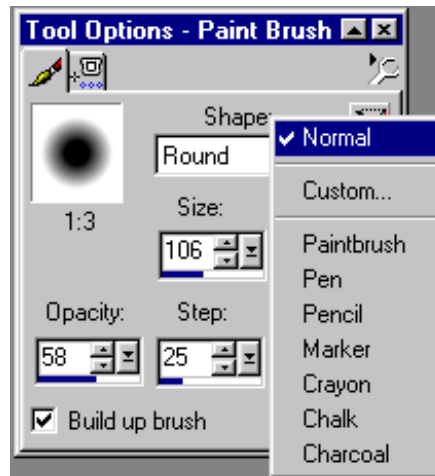 Tool Options - Paint Brush
Shape:
Round
1:3
Size:
106
Opacity:
58
Step:
25
Build up brush
Normal
Custom...
Paintbrush
Pen
Pencil
Marker
Crayon
Chalk
Charcoal